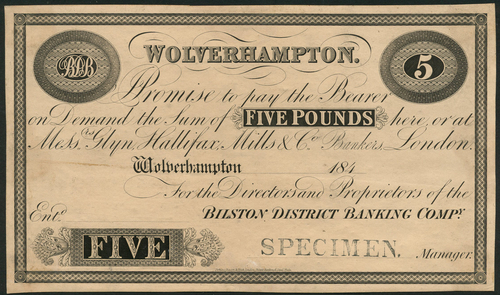 WOLVERHAMPTON.
BDB
5
Promise to pay the Bearer
on Demand the Sum of FIVE POUNDS here, or at
Mess.rs Glyn, Hallifax, Mills & Co. Bankers, London.
Wolverhampton 184
For the Directors and Proprietors of the
Entd. BILSTON DISTRICT BANKING COMPY.
FIVE SPECIMEN. Manager.